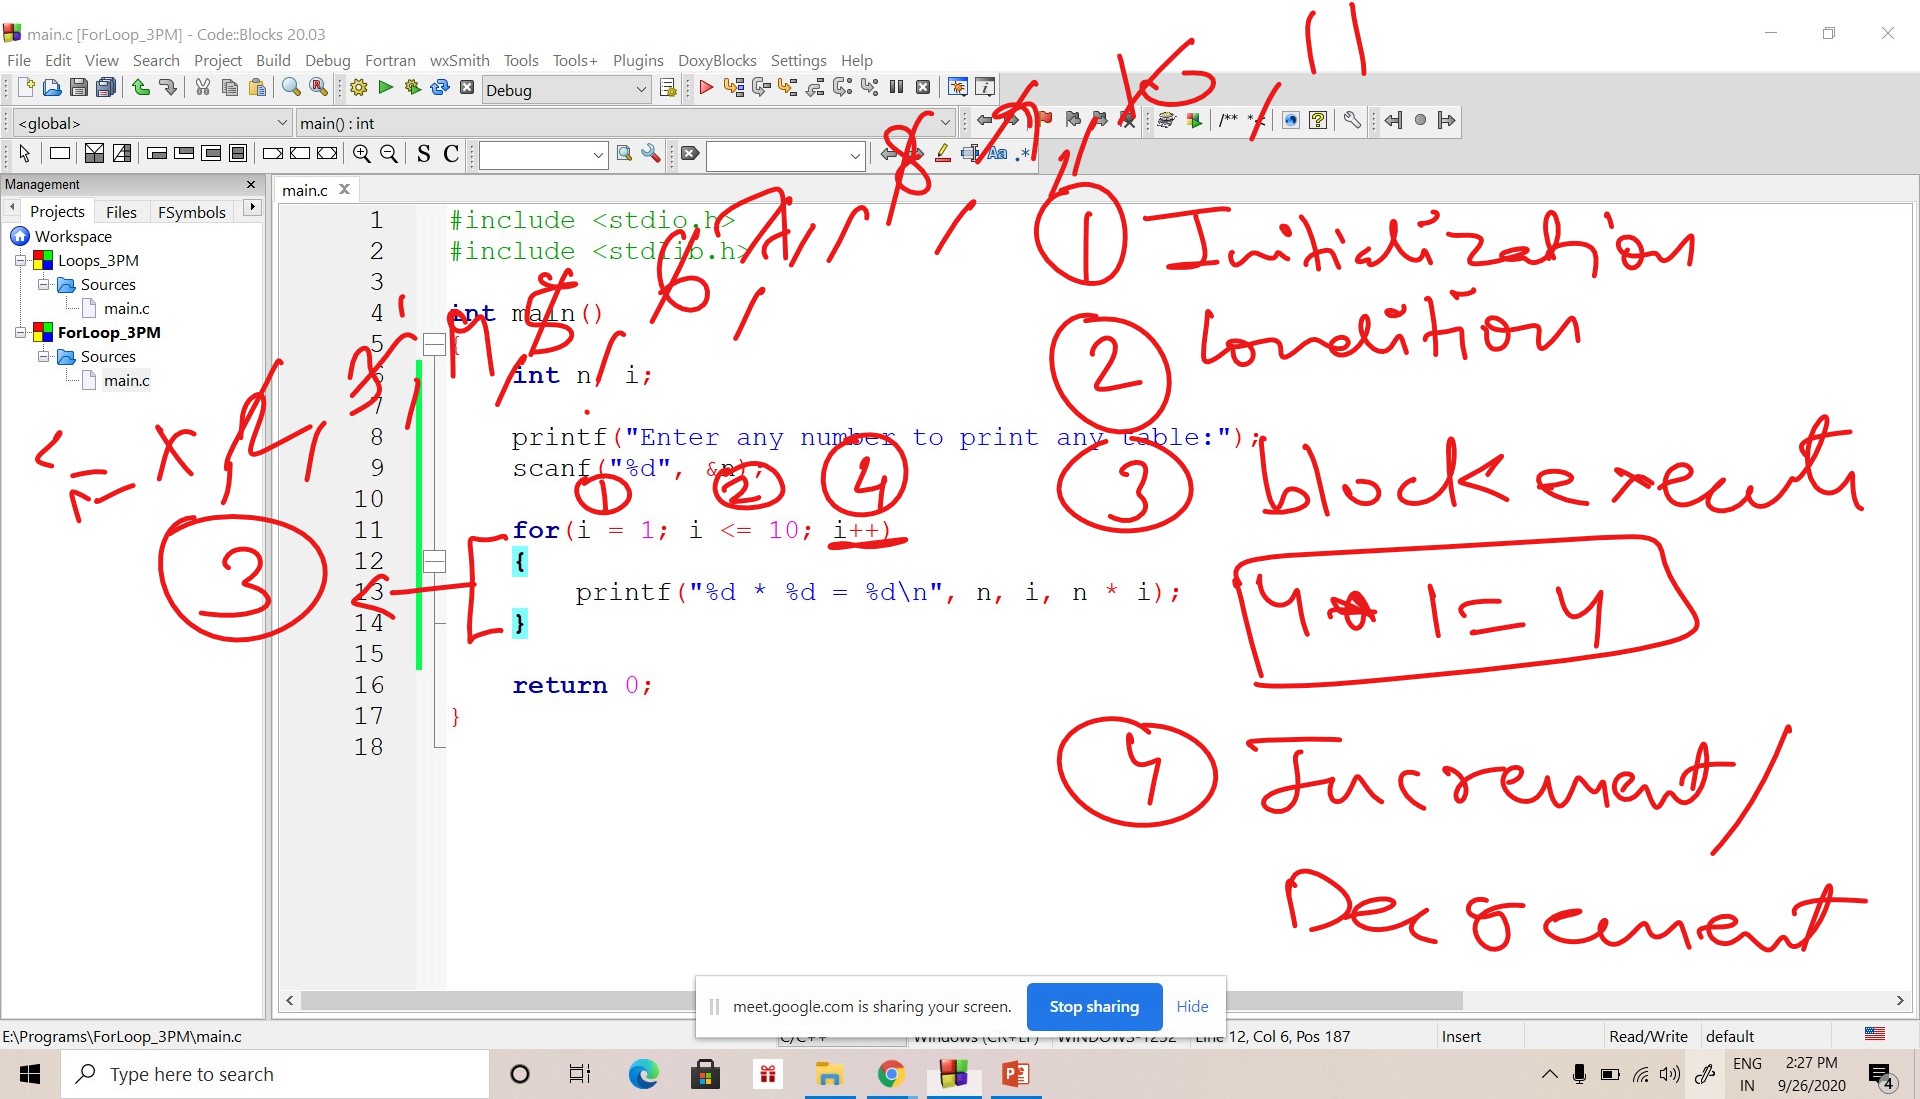 main.c [ForLoop_3PM] - Code::Blocks 20.03
File Edit View Search Project Build Debug Fortran wxSmith Tools Tools+ Plugins DoxyBlocks Settings Help
Debug
<global> main() : int
S C Aa .*
Management
Projects Files FSymbols
main.c
Workspace
Loops_3PM
Sources
main.c
ForLoop_3PM
Sources
main.c
1 #include <stdio.h>
2 #include <stdlib.h>
3
4 int main()
5 {
6 int n, i;
7
8 printf("Enter any number to print any table:");
9 scanf("%d", &n);
10
11 for(i = 1; i <= 10; i++)
12 {
13 printf("%d * %d = %d\n", n, i, n * i);
14 }
15
16 return 0;
17 }
18
2, 3, 4, 5, 6, 7, 8, 9, 10, 11
1 2 4
3
1 Initialization
2 Condition
3 block execute
4 * 1 = 4
4 Increment/
Decrement
meet.google.com is sharing your screen. Stop sharing Hide
E:\Programs\ForLoop_3PM\main.c C/C++ Windows (CR+LF) WINDOWS-1252 Line 12, Col 6, Pos 187 Insert Read/Write default
Type here to search
ENG
IN
2:27 PM
9/26/2020
4